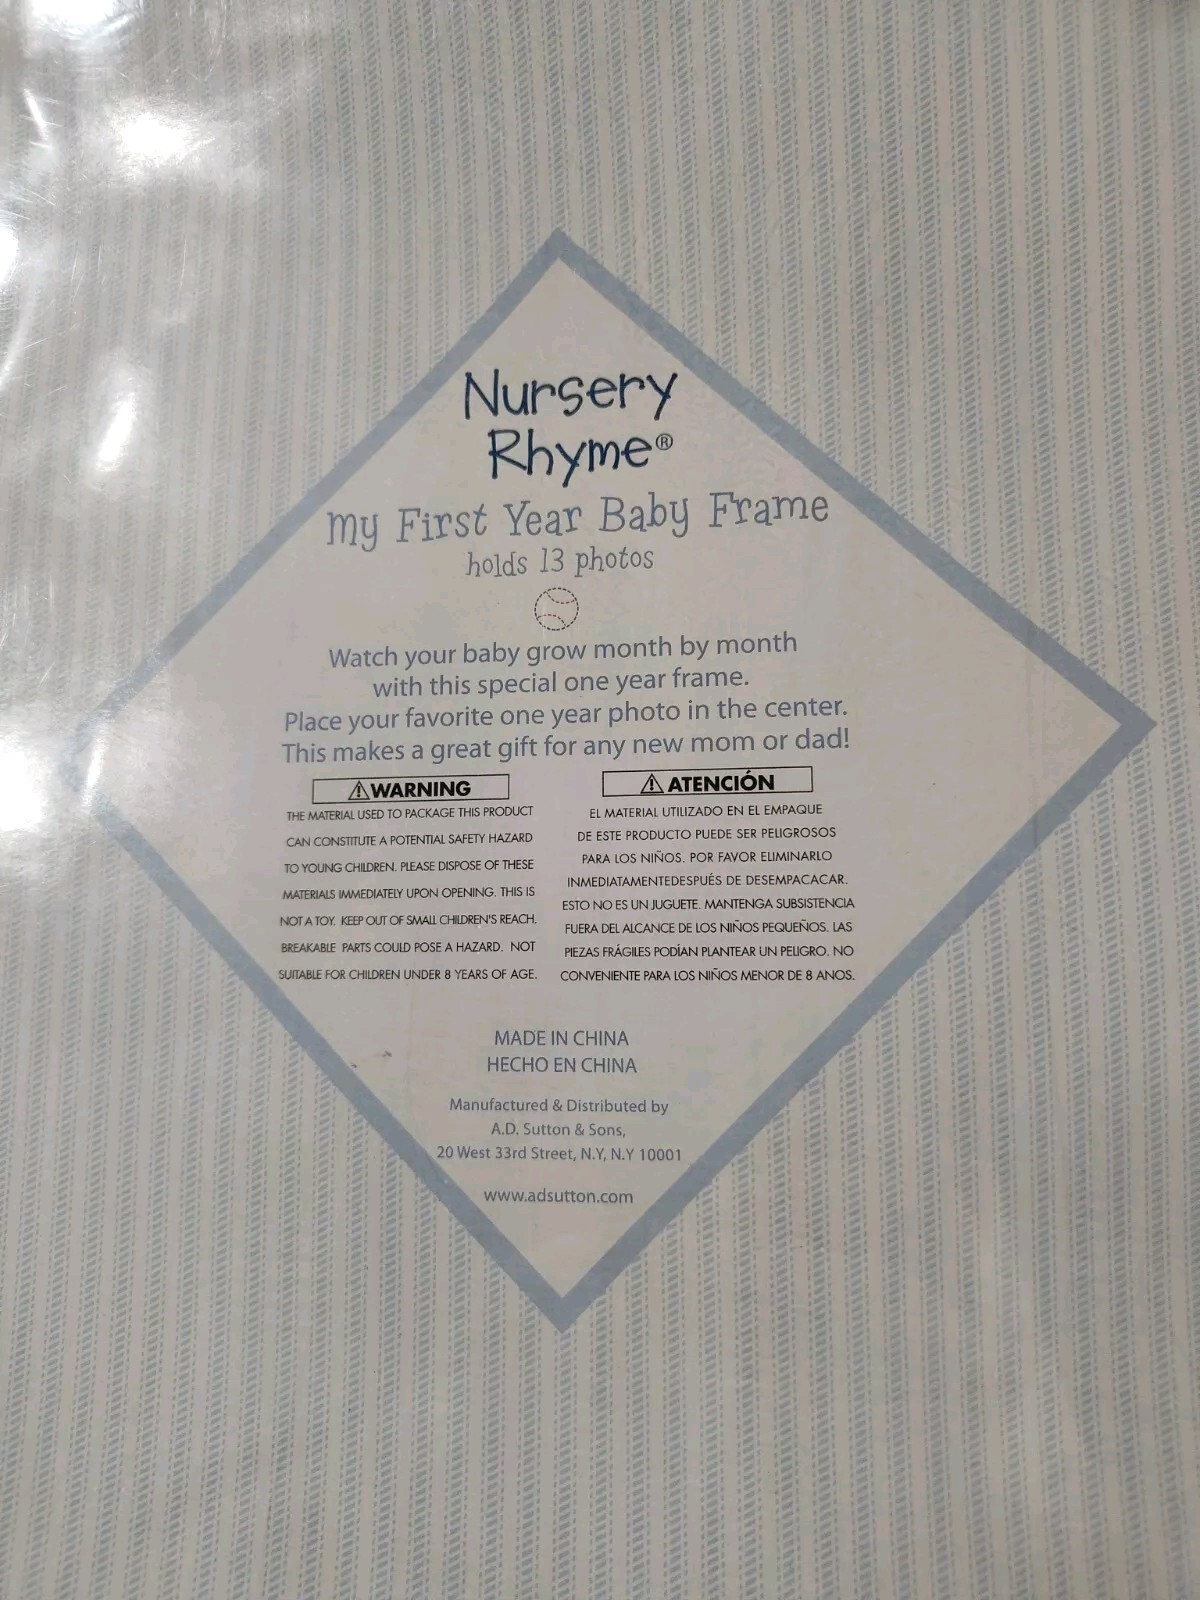 Nursery
Rhyme®
my First Year Baby Frame
holds 13 photos
Watch your baby grow month by month
with this special one year frame.
Place your favorite one year photo in the center.
This makes a great gift for any new mom or dad!
⚠WARNING
THE MATERIAL USED TO PACKAGE THIS PRODUCT
CAN CONSTITUTE A POTENTIAL SAFETY HAZARD
TO YOUNG CHILDREN. PLEASE DISPOSE OF THESE
MATERIALS IMMEDIATELY UPON OPENING. THIS IS
NOT A TOY. KEEP OUT OF SMALL CHILDREN'S REACH.
BREAKABLE PARTS COULD POSE A HAZARD. NOT
SUITABLE FOR CHILDREN UNDER 8 YEARS OF AGE.
⚠ ATENCIÓN
EL MATERIAL UTILIZADO EN EL EMPAQUE
DE ESTE PRODUCTO PUEDE SER PELIGROSOS
PARA LOS NIÑOS. POR FAVOR ELIMINARLO
INMEDIATAMENTEDESPUÉS DE DESEMPACACAR.
ESTO NO ES UN JUGUETE. MANTENGA SUBSISTENCIA
FUERA DEL ALCANCE DE LOS NIÑOS PEQUEÑOS. LAS
PIEZAS FRÁGILES PODÍAN PLANTEAR UN PELIGRO. NO
CONVENIENTE PARA LOS NIÑOS MENOR DE 8 ANOS.
MADE IN CHINA
HECHO EN CHINA
Manufactured & Distributed by
A.D. Sutton & Sons,
20 West 33rd Street, N.Y, N.Y 10001
www.adsutton.com